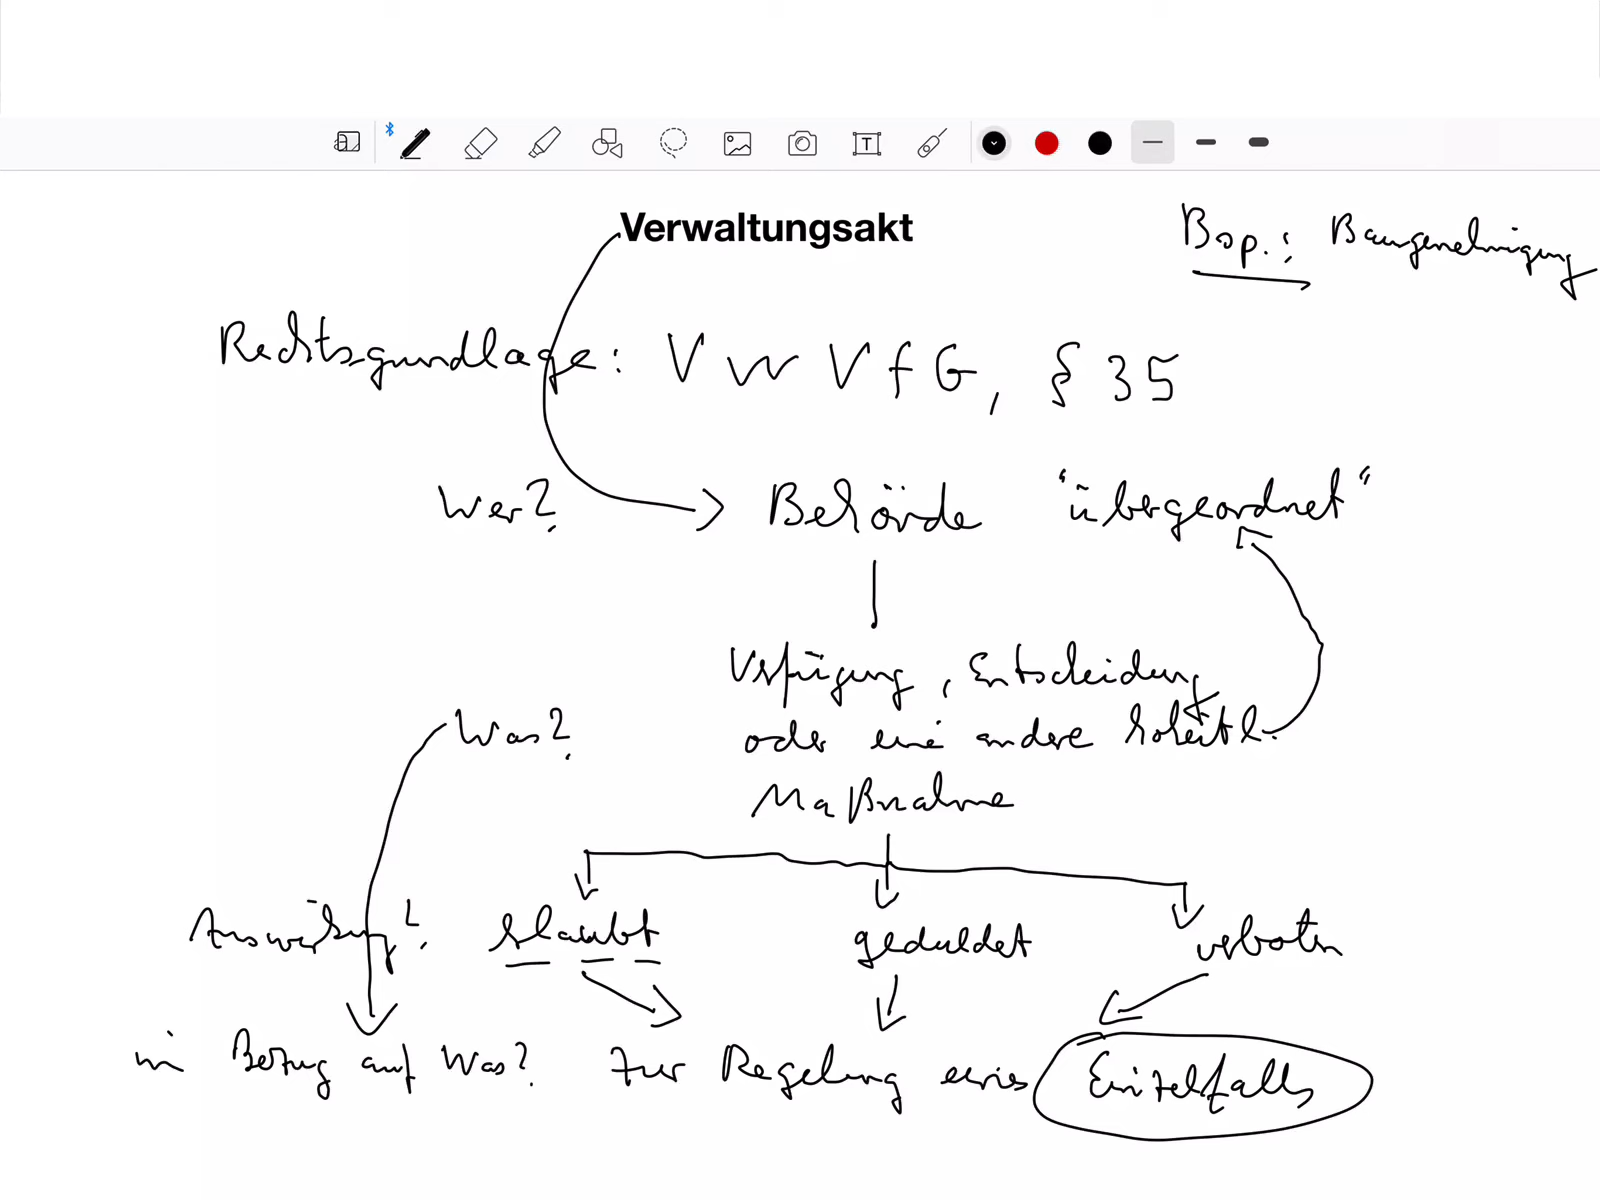 Verwaltungsakt
Bsp.: Baugenehmigung
Rechtsgrundlage: VwVfG, § 35
Wer? Behörde "übergeordnet"
Verfügung, Entscheidung
Was? oder eine andere hoheitl.
Maßnahme
Auswirkung? erlaubt geduldet verboten
in Bezug auf Was? zur Regelung eines Einzelfalls